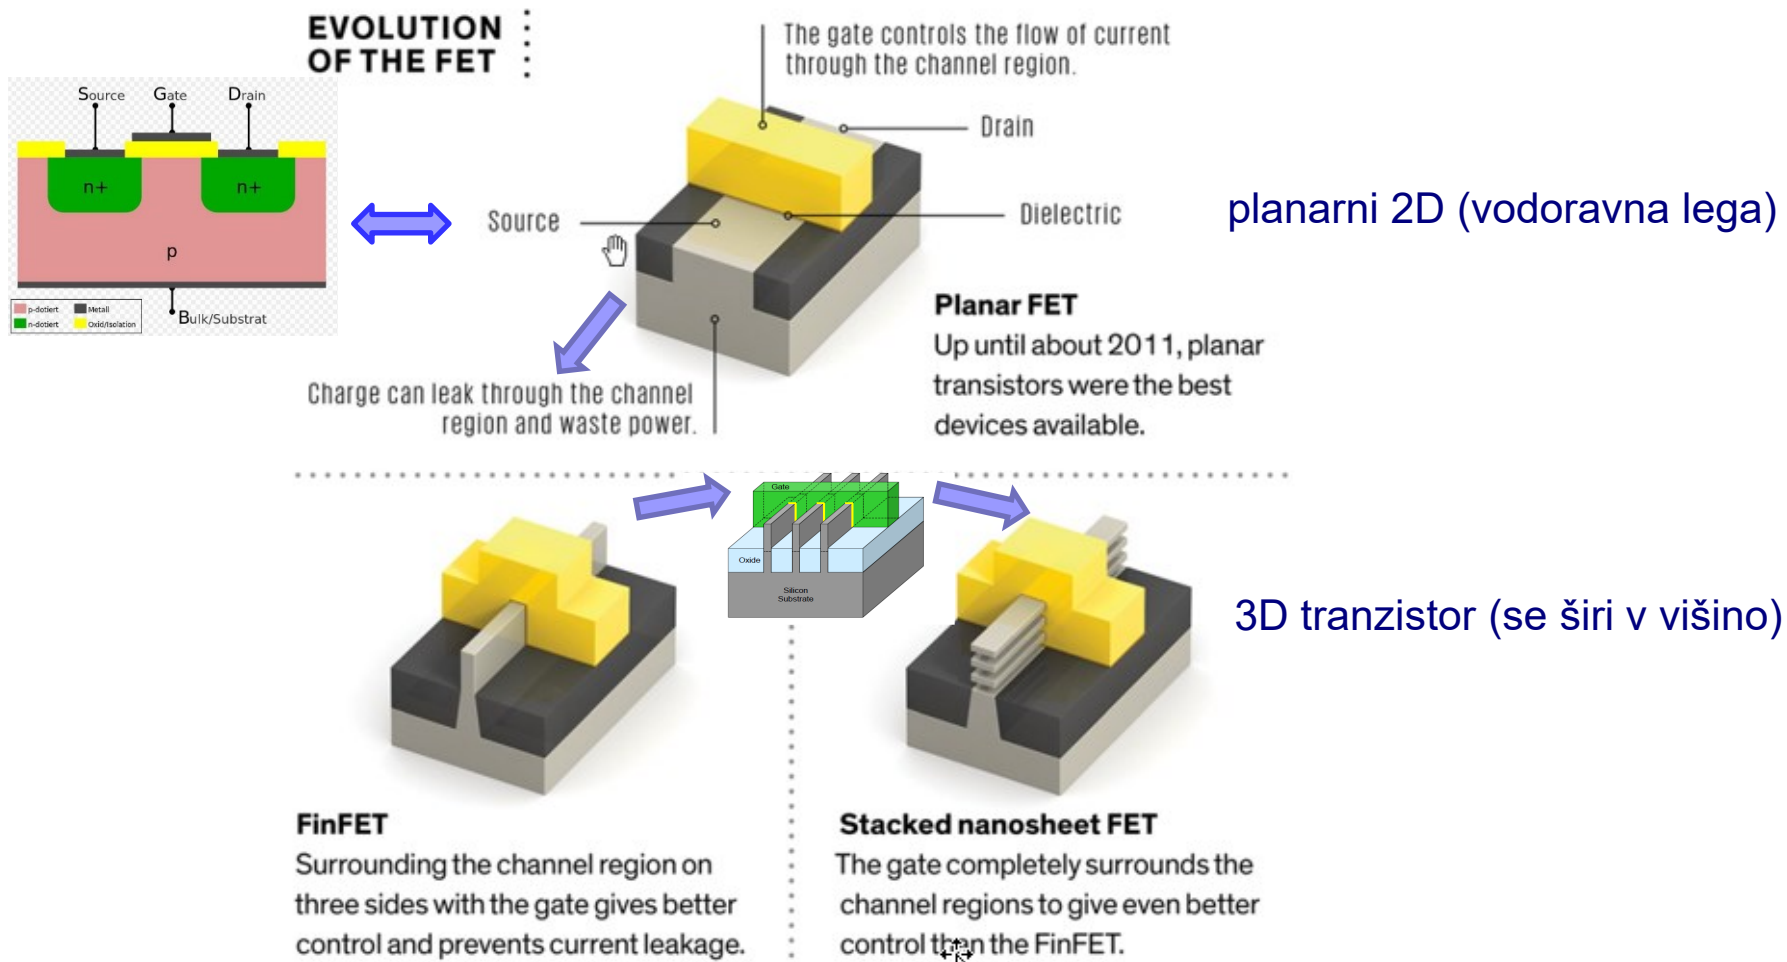 EVOLUTION
OF THE FET
The gate controls the flow of current
through the channel region.
Source Gate Drain
n+ n+
p
Bulk/Substrat
p-dotiert Metall
n-dotiert Oxid/Isolation
Drain
Source
Dielectric
planarni 2D (vodoravna lega)
Planar FET
Up until about 2011, planar
transistors were the best
devices available.
Charge can leak through the channel
region and waste power.
Gate
Oxide
Silicon
Substrate
3D tranzistor (se širi v višino)
FinFET
Surrounding the channel region on
three sides with the gate gives better
control and prevents current leakage.
Stacked nanosheet FET
The gate completely surrounds the
channel regions to give even better
control than the FinFET.